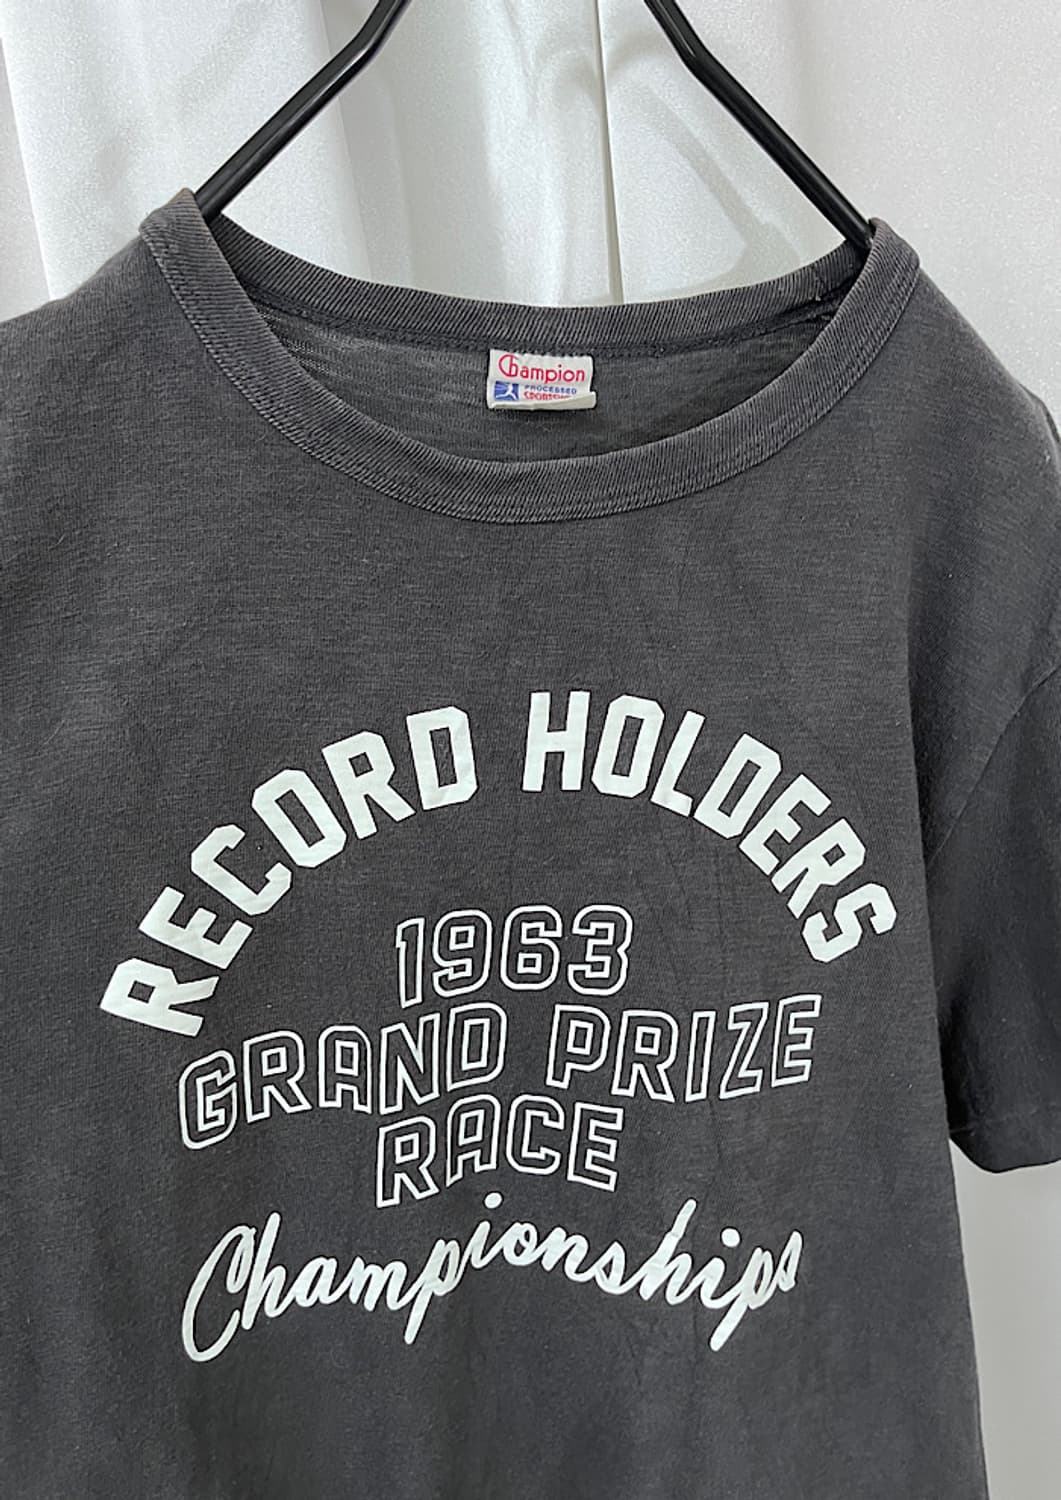 Champion
PROCESSED
RECORD HOLDERS
1963
GRAND PRIZE
RACE
Championships